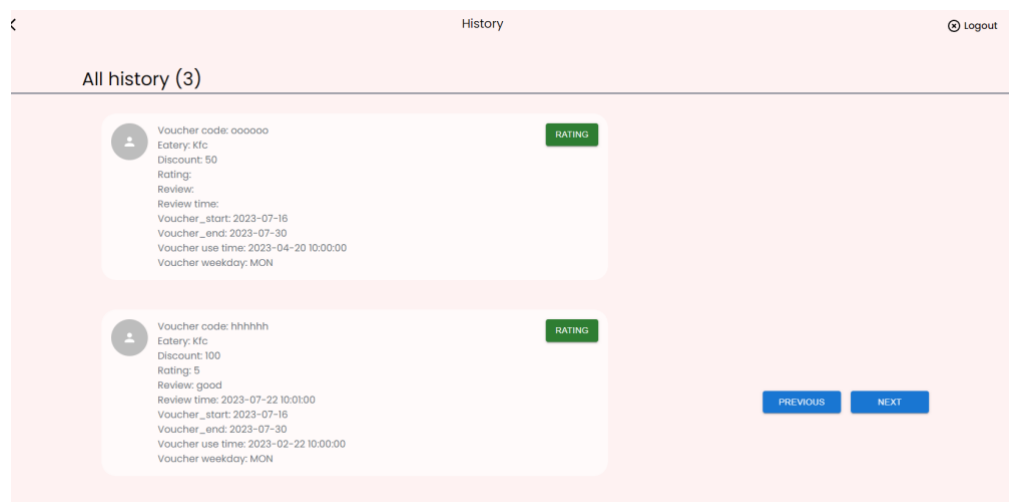 History
Logout
All history (3)
Voucher code: oooooo
RATING
Eatery: Kfc
Discount: 50
Rating:
Review:
Review time:
Voucher_start: 2023-07-16
Voucher_end: 2023-07-30
Voucher use time: 2023-04-20 10:00:00
Voucher weekday: MON
Voucher code: hhhhhh
RATING
Eatery: Kfc
Discount: 100
Rating: 5
Review: good
Review time: 2023-07-22 10:01:00
Voucher_start: 2023-07-16
Voucher_end: 2023-07-30
Voucher use time: 2023-02-22 10:00:00
Voucher weekday: MON
PREVIOUS
NEXT